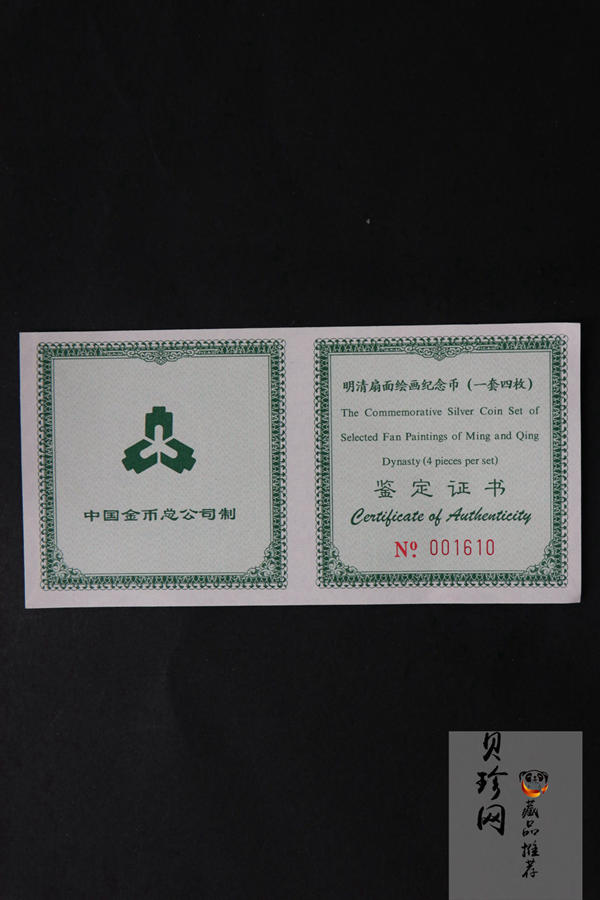 中国金币总公司制
明清扇面绘画纪念币（一套四枚）
The Commemorative Silver Coin Set of
Selected Fan Paintings of Ming and Qing
Dynasty (4 pieces per set)
鉴定证书
Certificate of Authenticity
Nº 001610
贝珍网
藏品推荐